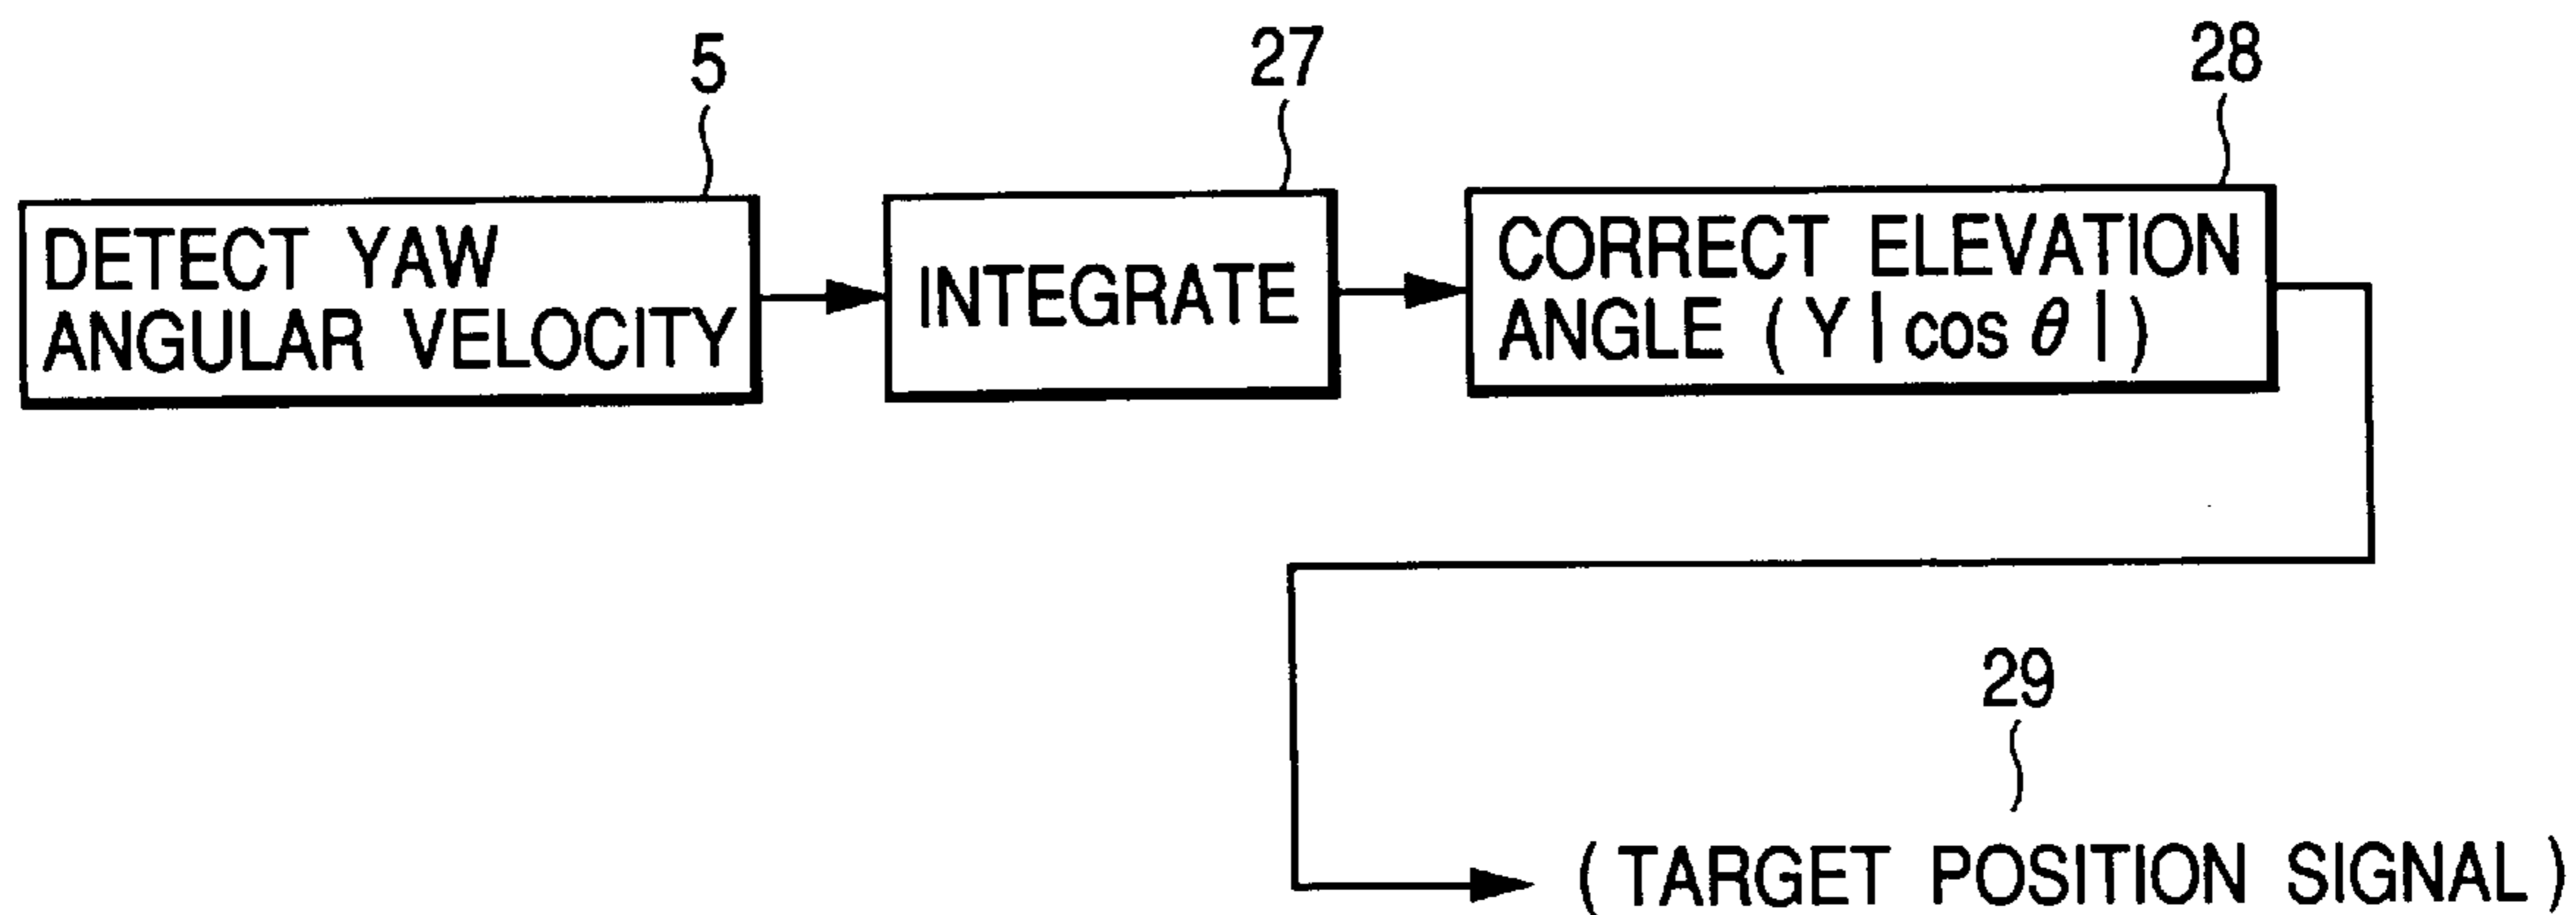 5
27
28
DETECT YAW
ANGULAR VELOCITY
INTEGRATE
CORRECT ELEVATION
ANGLE ( Y | cos θ | )
29
( TARGET POSITION SIGNAL )